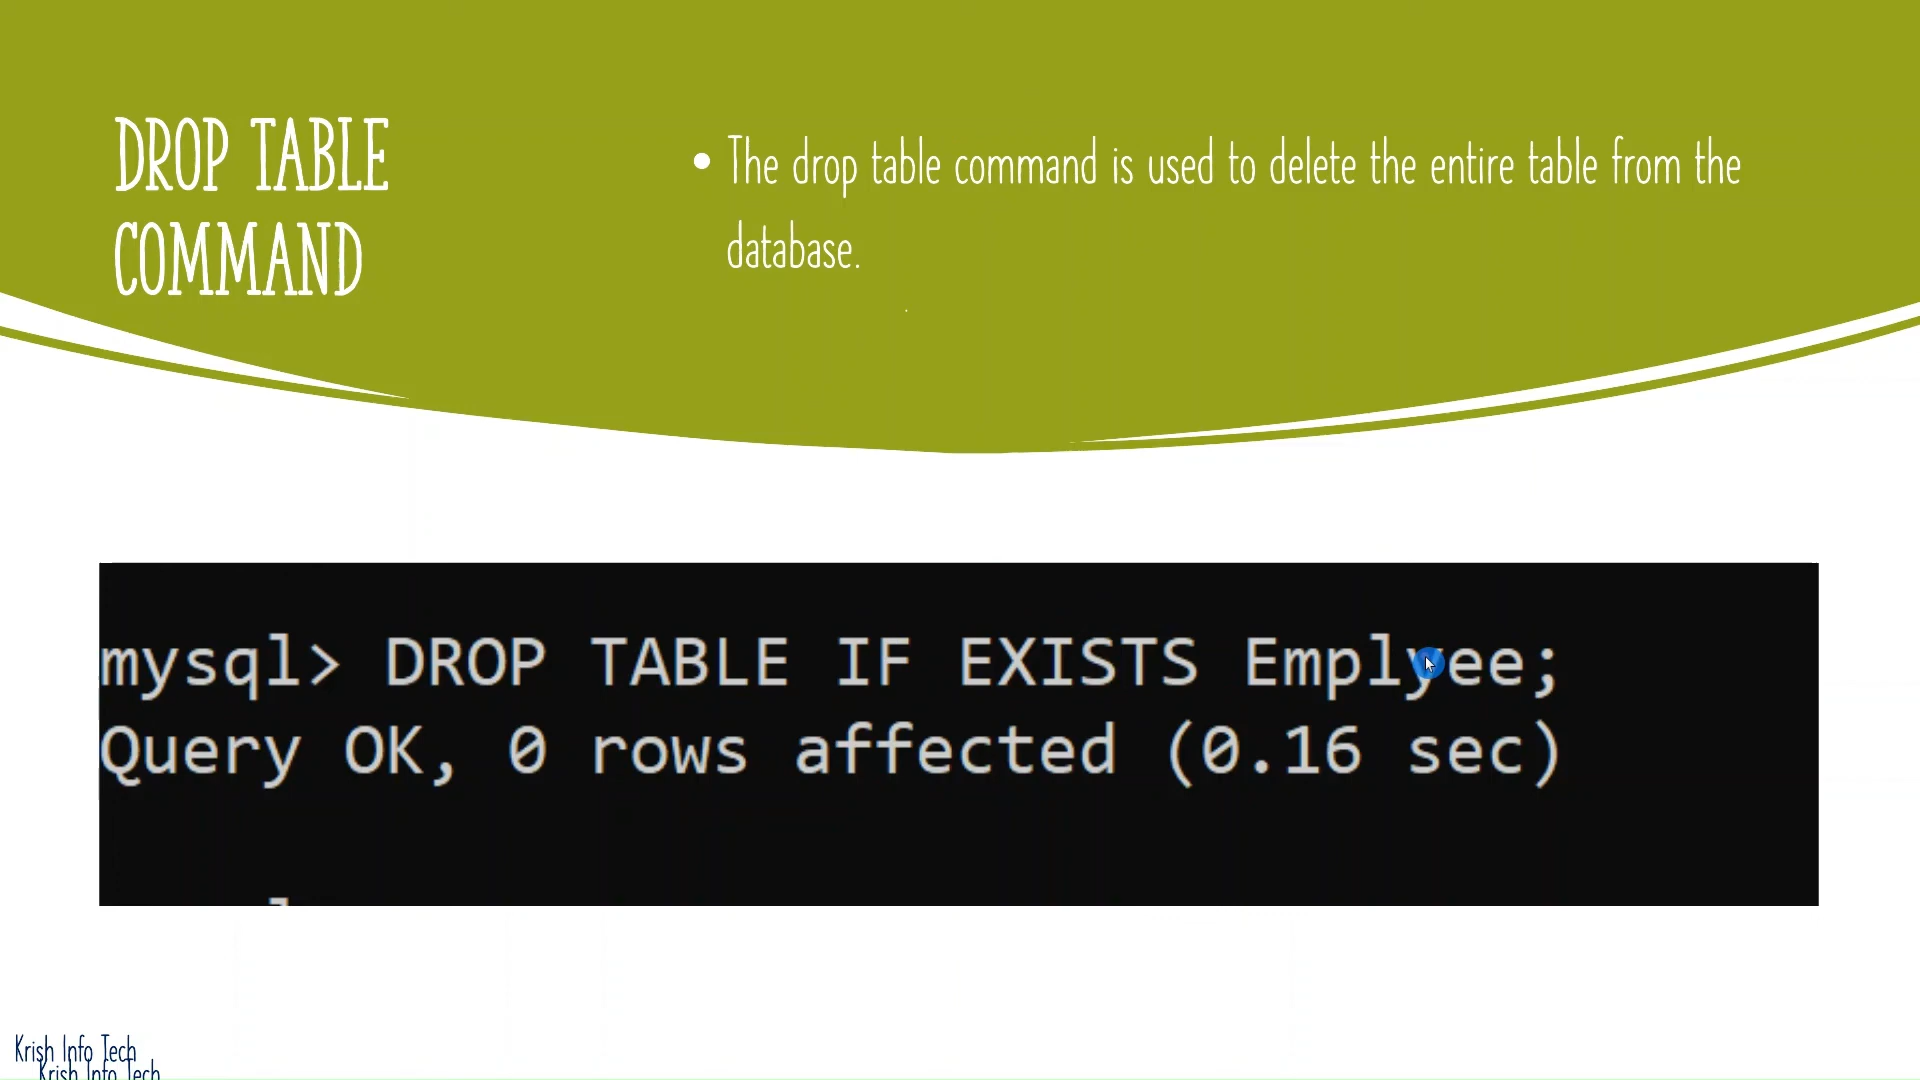 DROP TABLE
COMMAND
• The drop table command is used to delete the entire table from the
database.
mysql> DROP TABLE IF EXISTS Emplyee;
Query OK, 0 rows affected (0.16 sec)
Krish Info Tech
Krish Info Tech